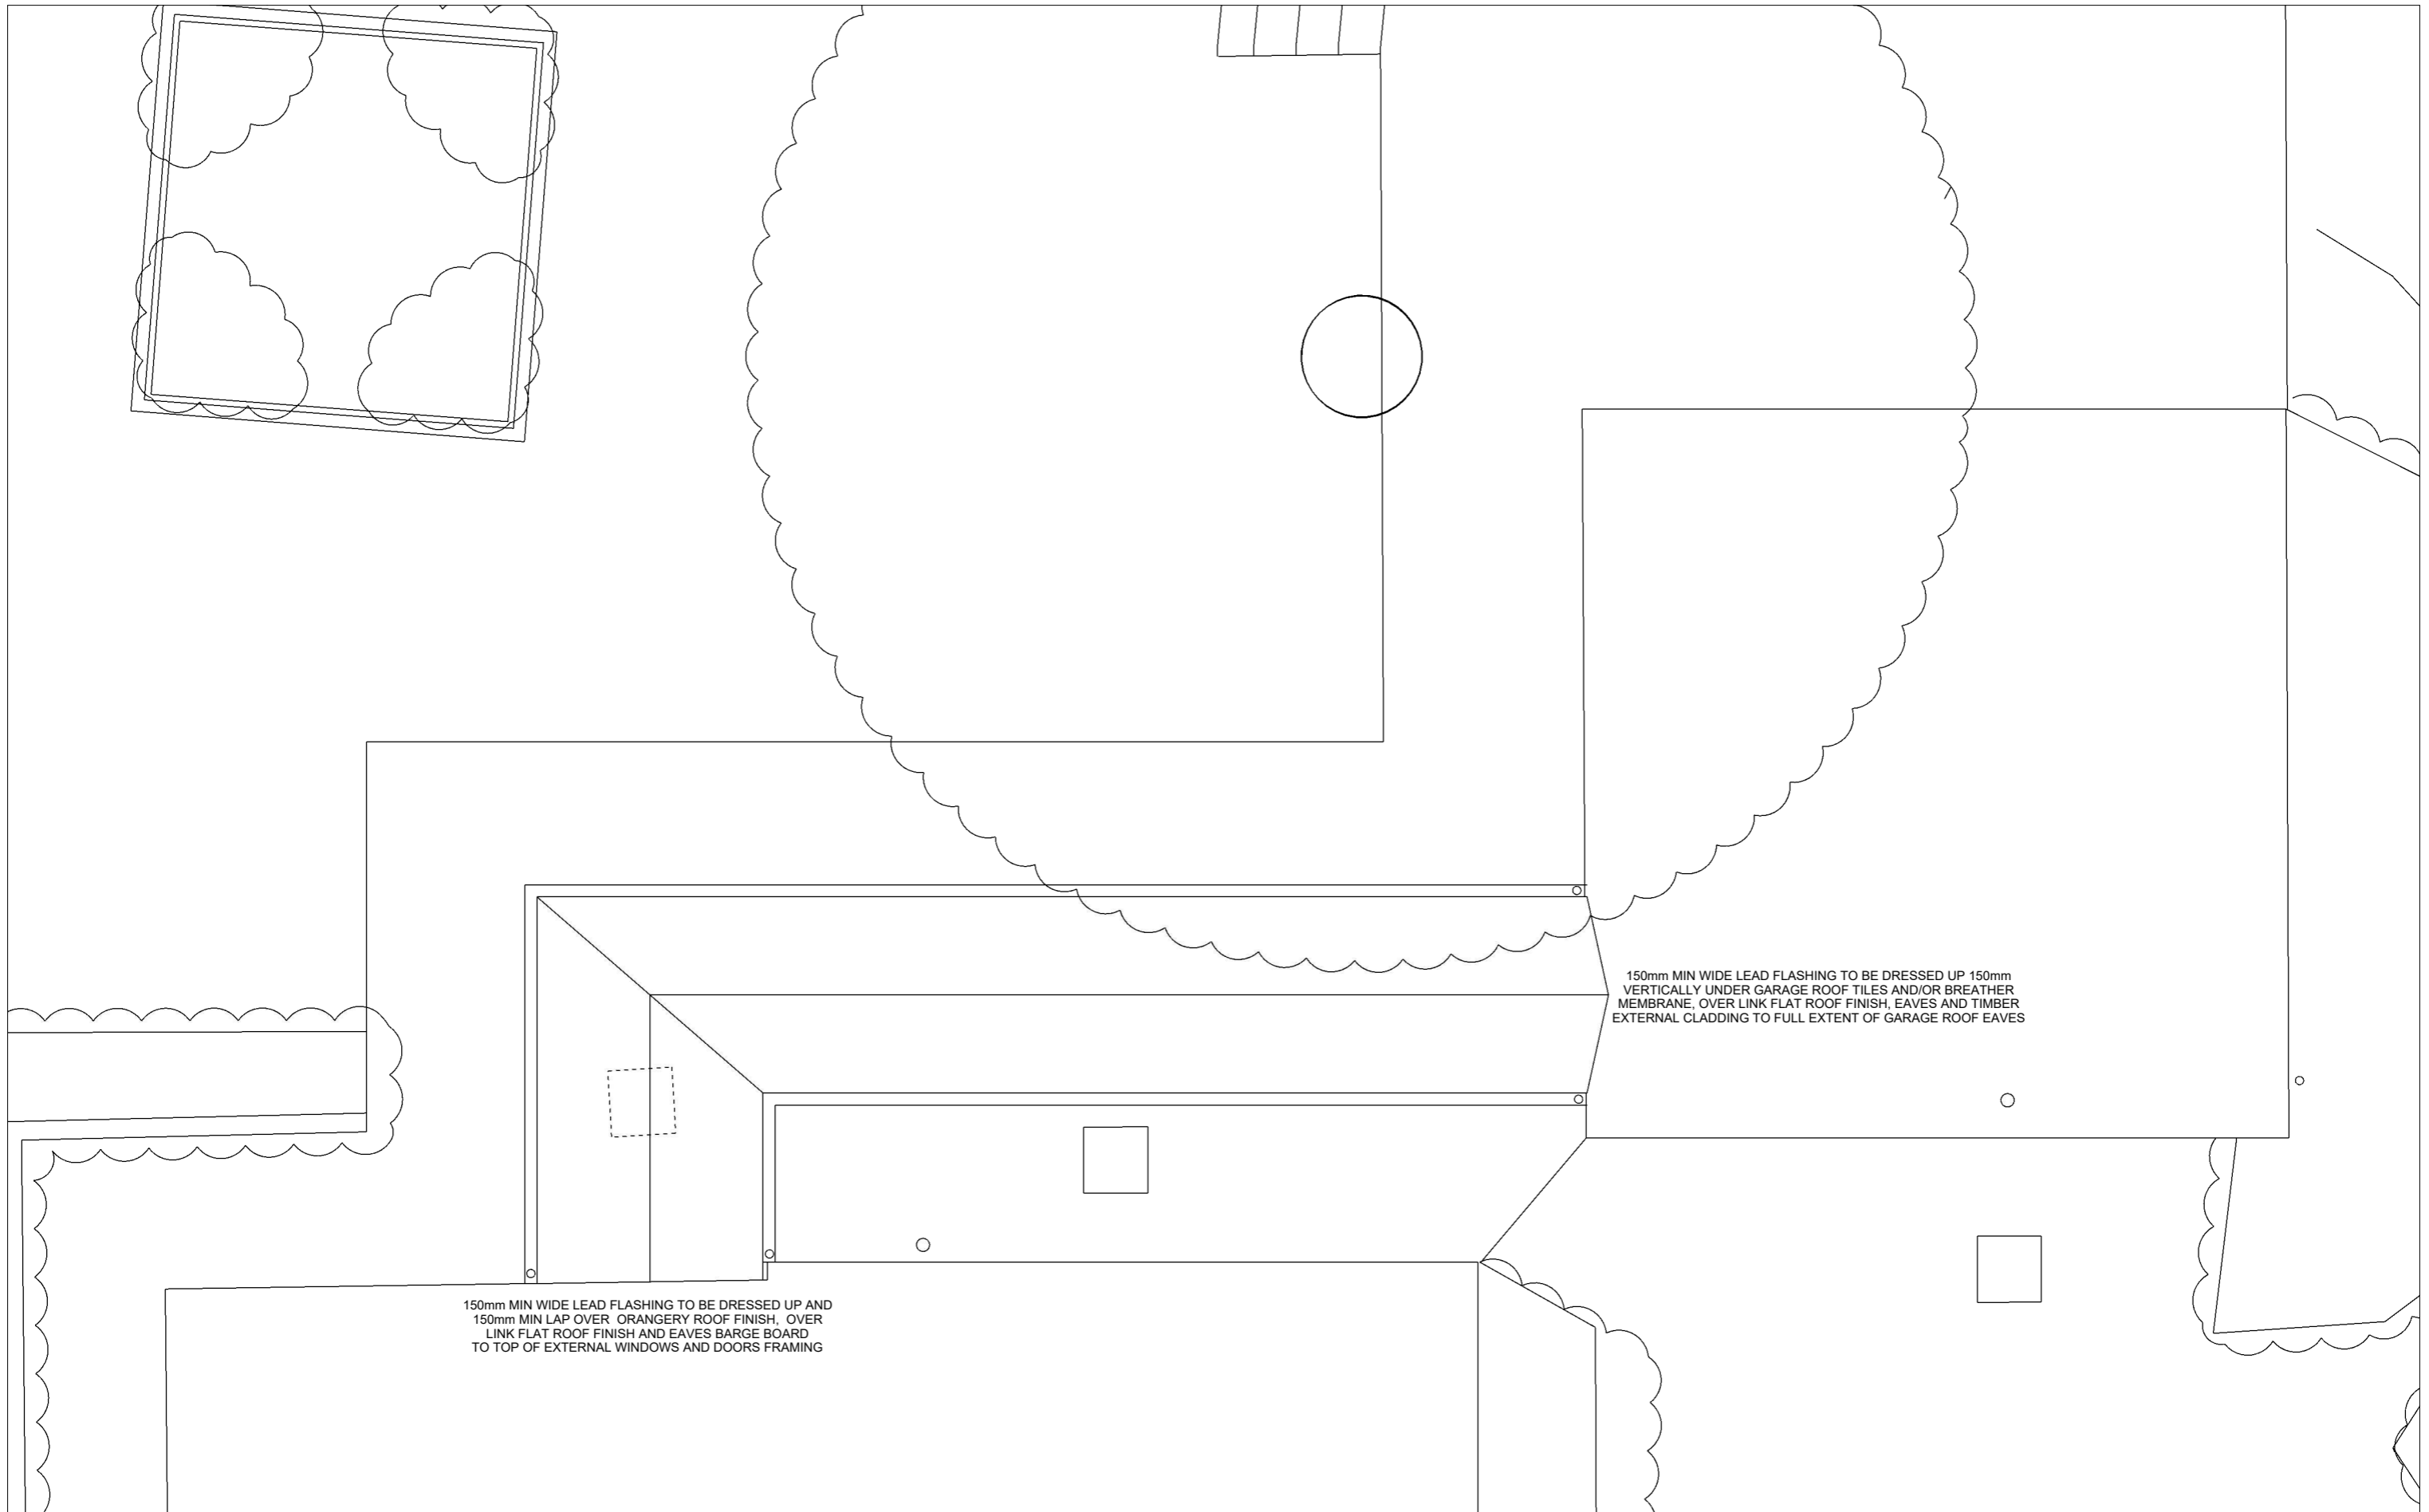 150mm MIN WIDE LEAD FLASHING TO BE DRESSED UP 150mm
VERTICALLY UNDER GARAGE ROOF TILES AND/OR BREATHER
MEMBRANE, OVER LINK FLAT ROOF FINISH, EAVES AND TIMBER
EXTERNAL CLADDING TO FULL EXTENT OF GARAGE ROOF EAVES
150mm MIN WIDE LEAD FLASHING TO BE DRESSED UP AND
150mm MIN LAP OVER ORANGERY ROOF FINISH, OVER
LINK FLAT ROOF FINISH AND EAVES BARGE BOARD
TO TOP OF EXTERNAL WINDOWS AND DOORS FRAMING